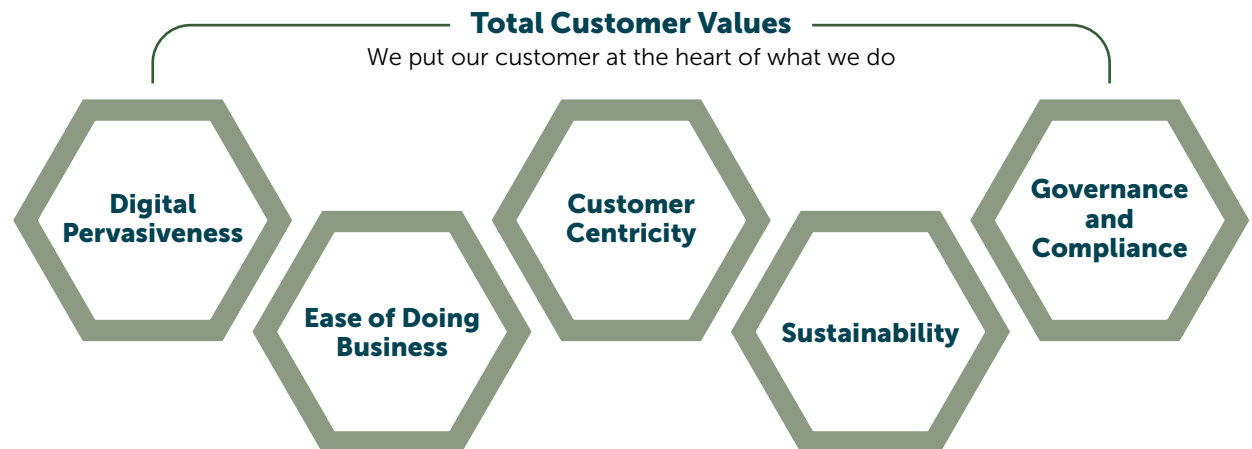 Total Customer Values
We put our customer at the heart of what we do
Digital
Pervasiveness
Ease of Doing
Business
Customer
Centricity
Sustainability
Governance
and
Compliance